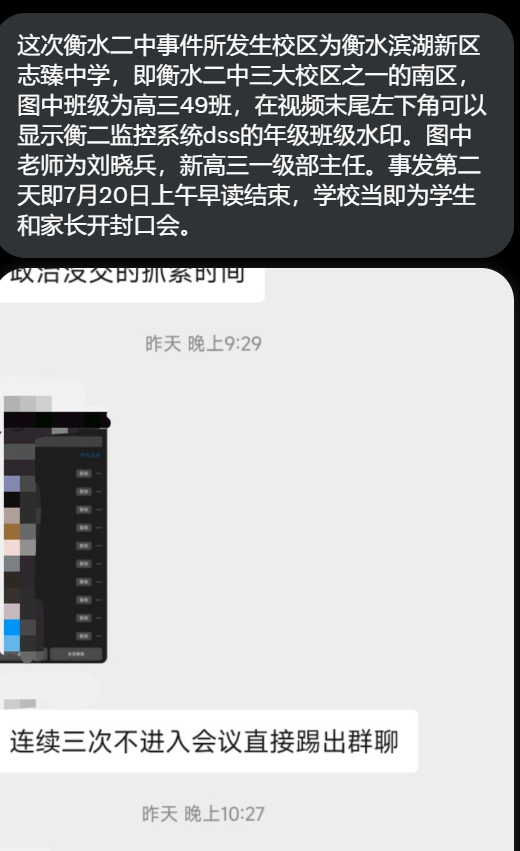 这次衡水二中事件所发生校区为衡水滨湖新区
志臻中学，即衡水二中三大校区之一的南区，
图中班级为高三49班，在视频末尾左下角可以
显示衡二监控系统dss的年级班级水印。图中
老师为刘晓兵，新高三一级部主任。事发第二
天即7月20日上午早读结束，学校当即为学生
和家长开封口会。
政治没交的抓紧时间
昨天 晚上9:29
连续三次不进入会议直接踢出群聊
昨天 晚上10:27